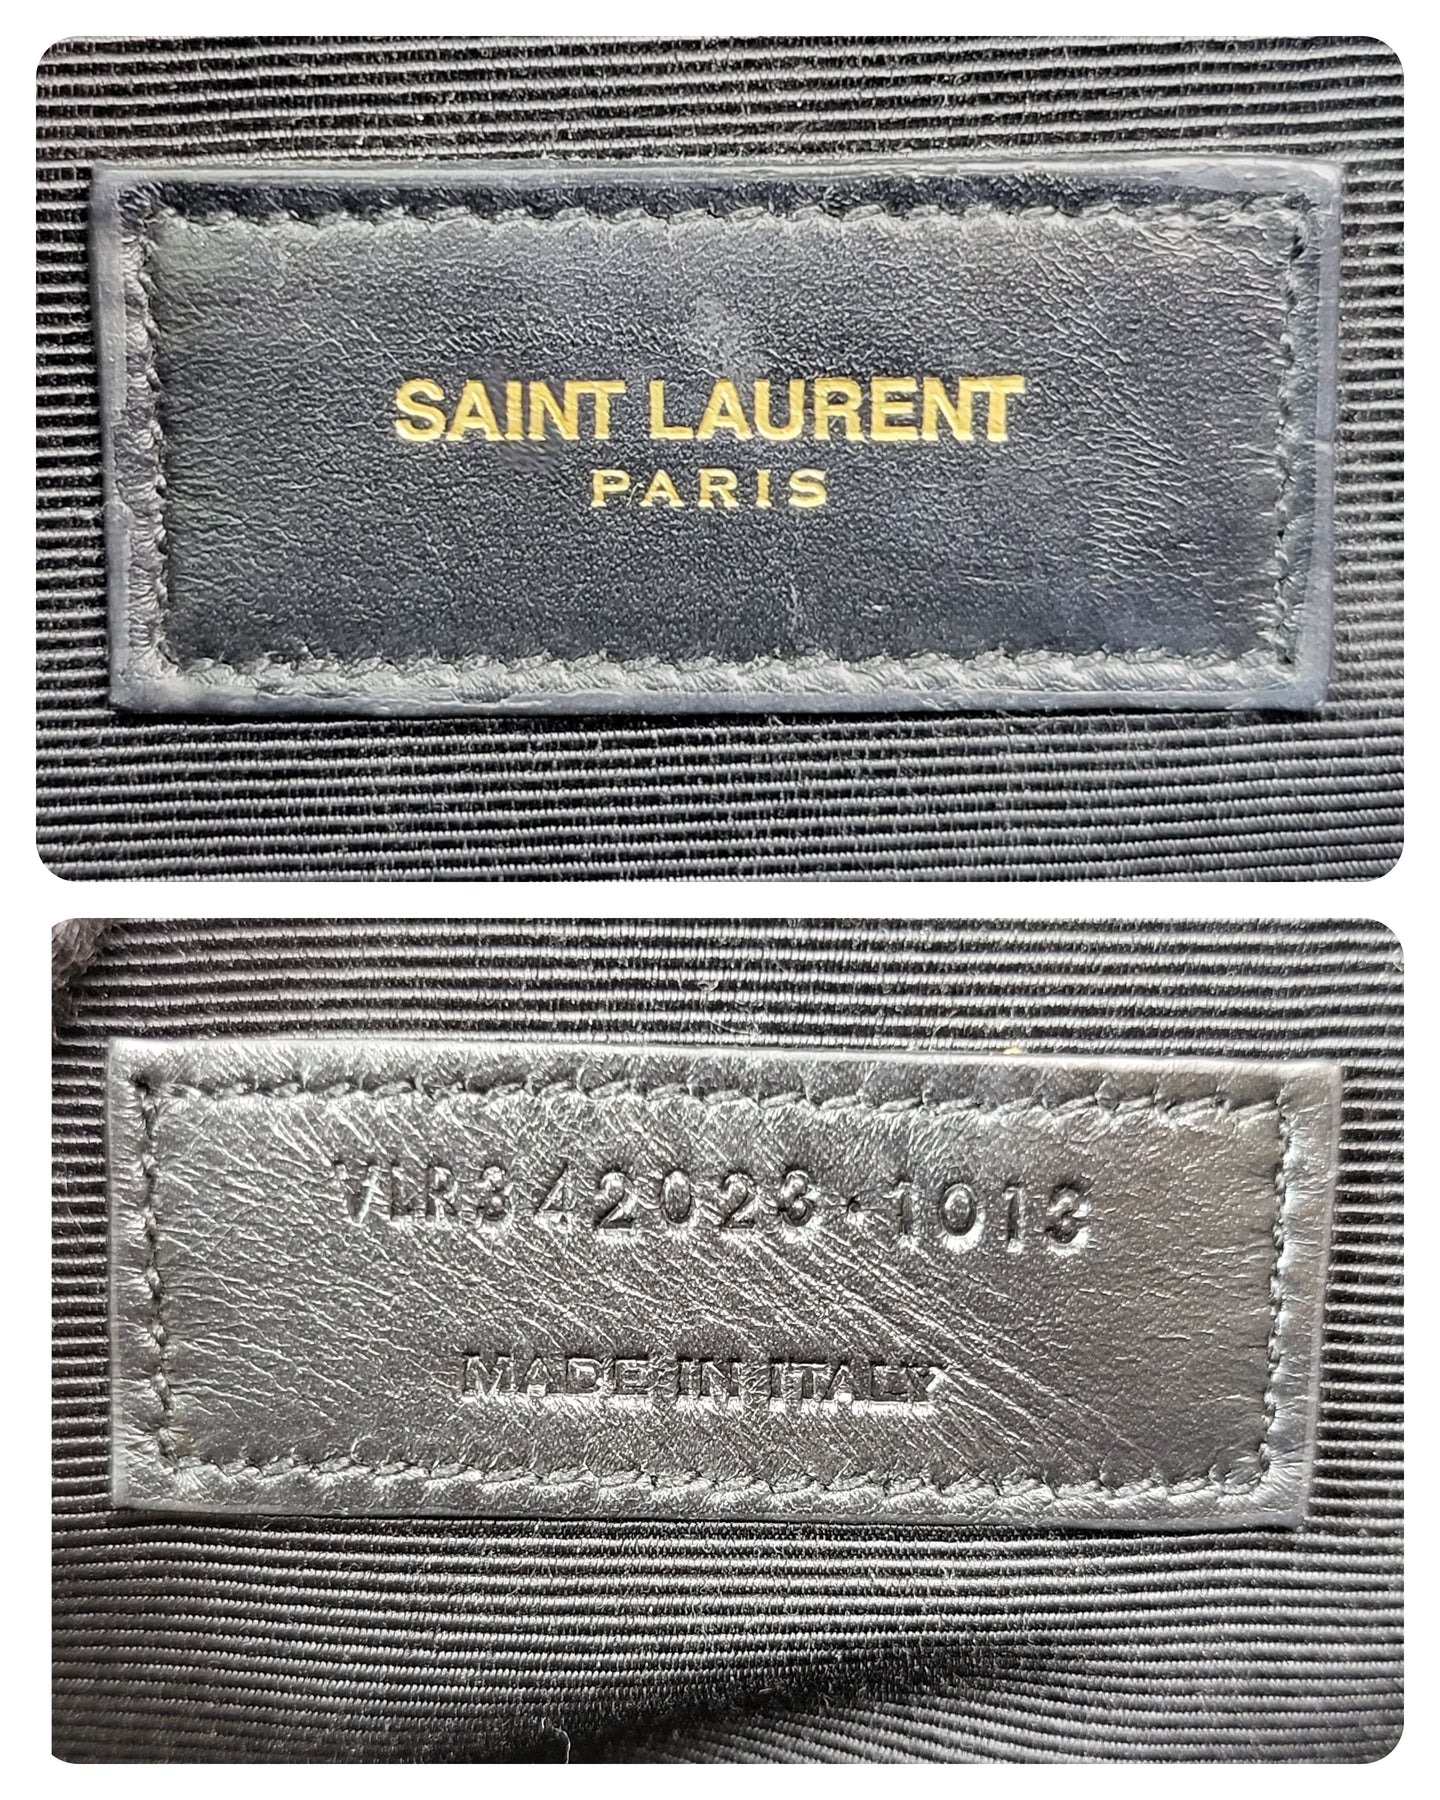 SAINT LAURENT
PARIS
VLR342023·1013
MADE IN ITALY